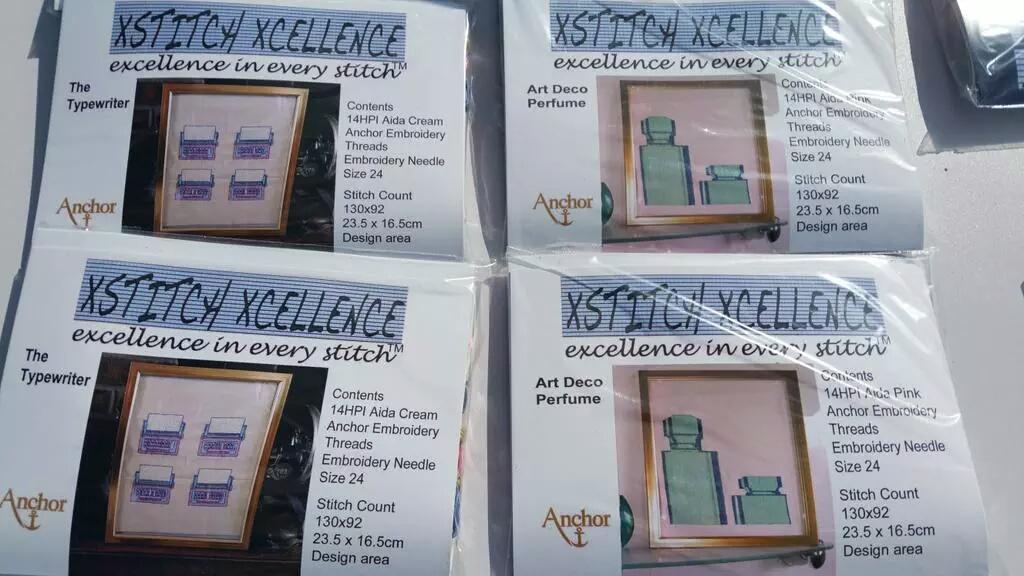 XSTITCH XCELLENCE
excellence in every stitch™
The
Typewriter
Contents
14HPI Aida Cream
Anchor Embroidery
Threads
Embroidery Needle
Size 24
Stitch Count
130x92
23.5 x 16.5cm
Design area
Anchor
XSTITCH XCELLENCE
excellence in every stitch™
Art Deco
Perfume
Contents
14HPI Aida Pink
Anchor Embroidery
Threads
Embroidery Needle
Size 24
Stitch Count
130x92
23.5 x 16.5cm
Design area
Anchor
XSTITCH XCELLENCE
excellence in every stitch™
The
Typewriter
Contents
14HPI Aida Cream
Anchor Embroidery
Threads
Embroidery Needle
Size 24
Stitch Count
130x92
23.5 x 16.5cm
Design area
Anchor
XSTITCH XCELLENCE
excellence in every stitch™
Art Deco
Perfume
Contents
14HPI Aida Pink
Anchor Embroidery
Threads
Embroidery Needle
Size 24
Stitch Count
130x92
23.5 x 16.5cm
Design area
Anchor